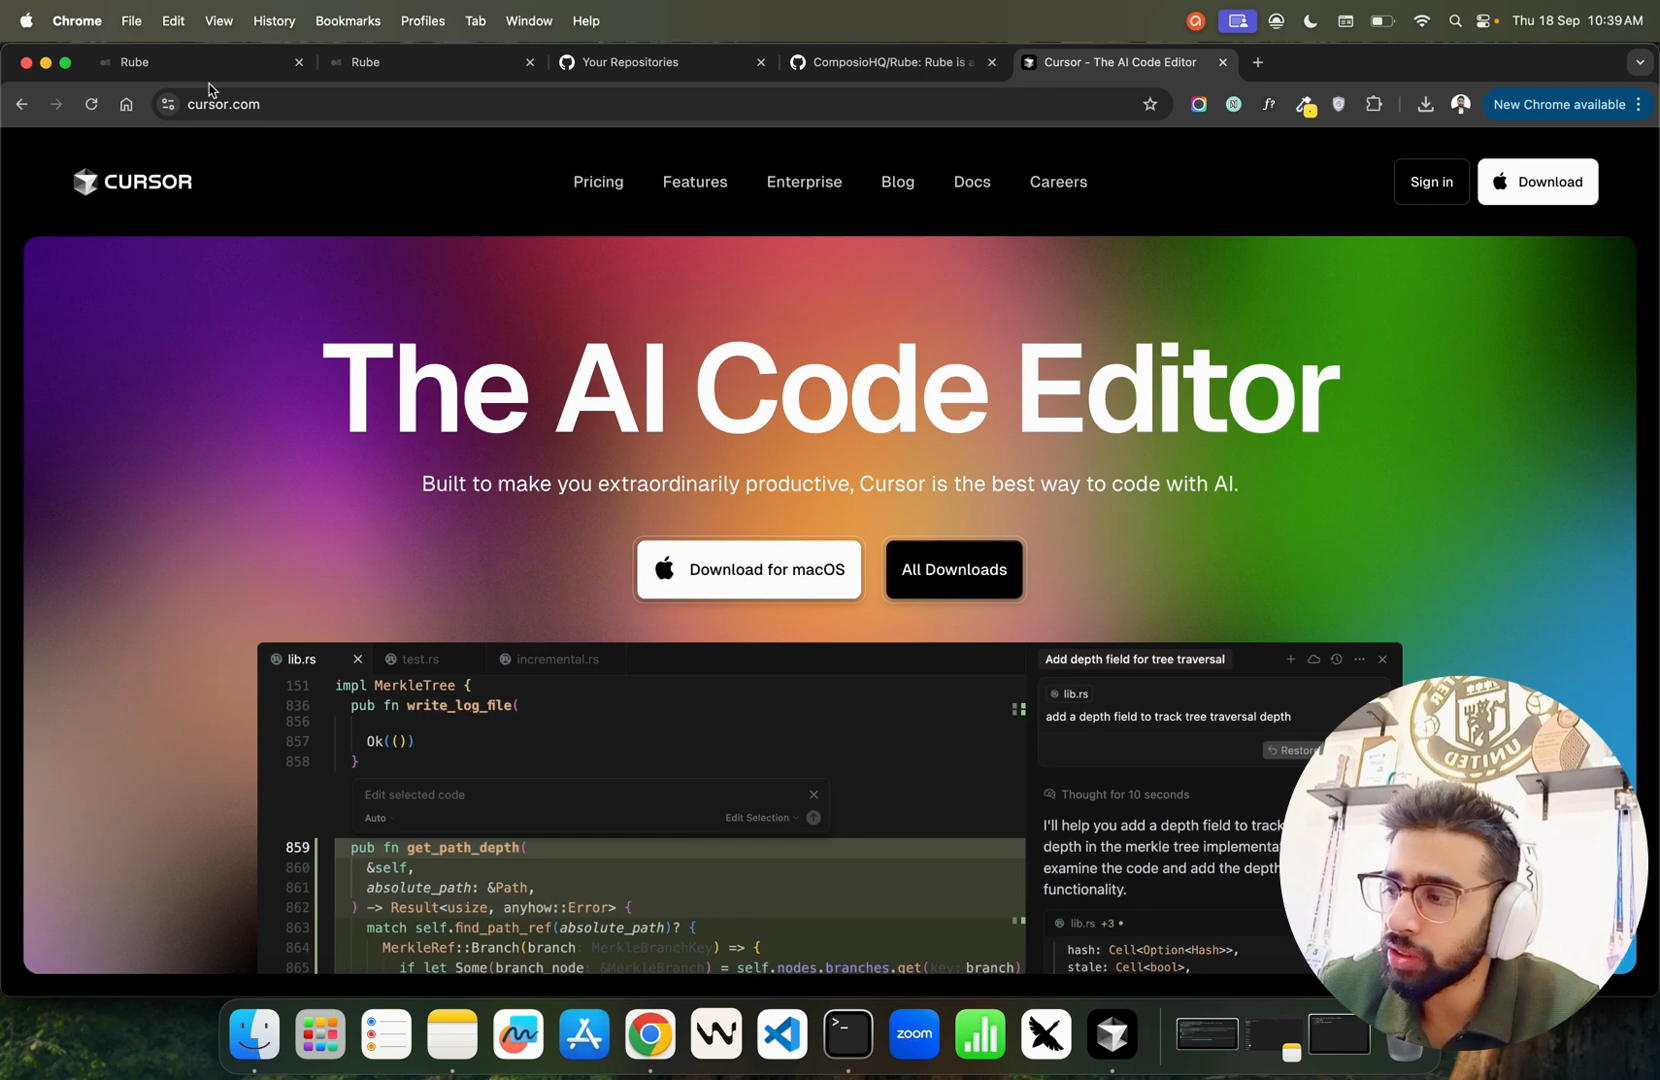 Chrome File Edit View History Bookmarks Profiles Tab Window Help Thu 18 Sep 10:39 AM
Rube Rube Your Repositories ComposioHQ/Rube: Rube is a Cursor - The AI Code Editor
cursor.com New Chrome available
CURSOR Pricing Features Enterprise Blog Docs Careers Sign in Download
The AI Code Editor
Built to make you extraordinarily productive, Cursor is the best way to code with AI.
Download for macOS All Downloads
lib.rs test.rs incremental.rs
151 impl MerkleTree {
836 pub fn write_log_file(
856
857 Ok(())
858 }
Edit selected code
Auto Edit Selection
859 pub fn get_path_depth(
860 &self,
861 absolute_path: &Path,
862 ) -> Result<usize, anyhow::Error> {
863 match self.find_path_ref(absolute_path)? {
864 MerkleRef::Branch(branch: MerkleBranchKey) => {
865 if let Some(branch_node: &MerkleBranch) = self.nodes.branches.get(key: branch)
Add depth field for tree traversal
lib.rs
add a depth field to track tree traversal depth
Restore
Thought for 10 seconds
I'll help you add a depth field to track
depth in the merkle tree
examine the code and add the
functionality.
lib.rs +3
hash: Cell<Option<Hash>>,
stale: Cell<bool>,
UNITED
zoom